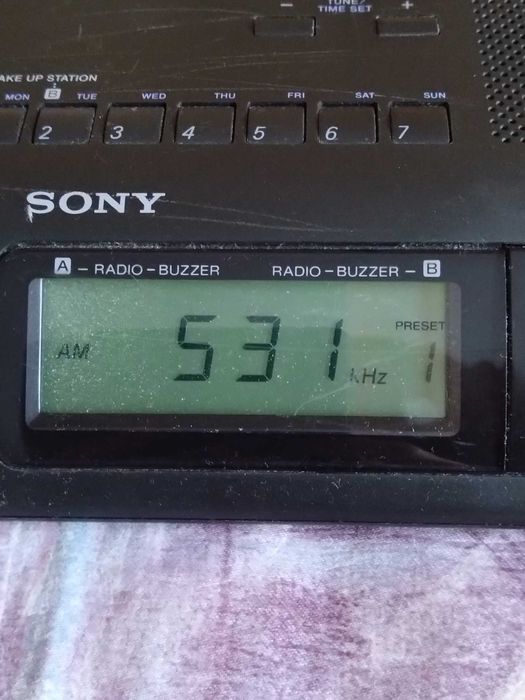 TUNE/
− TIME SET +
AKE UP STATION
MON B TUE WED THU FRI SAT SUN
2 3 4 5 6 7
SONY
A – RADIO – BUZZER RADIO – BUZZER – B
AM 531 kHz PRESET 1